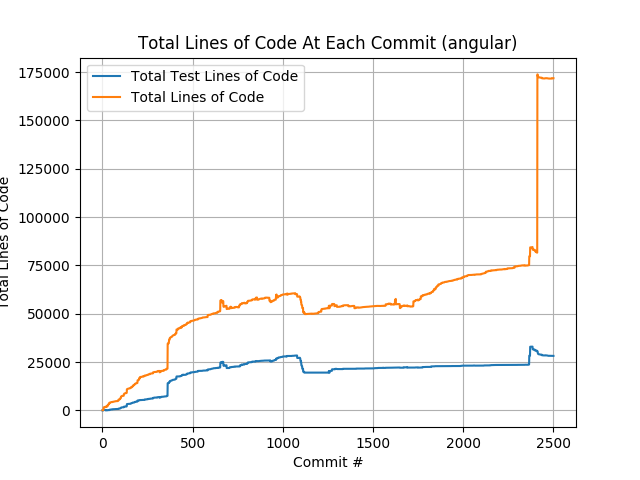 Total Lines of Code At Each Commit (angular)
Total Test Lines of Code
Total Lines of Code
175000
150000
125000
100000
75000
50000
25000
0
Total Lines of Code
0 500 1000 1500 2000 2500
Commit #